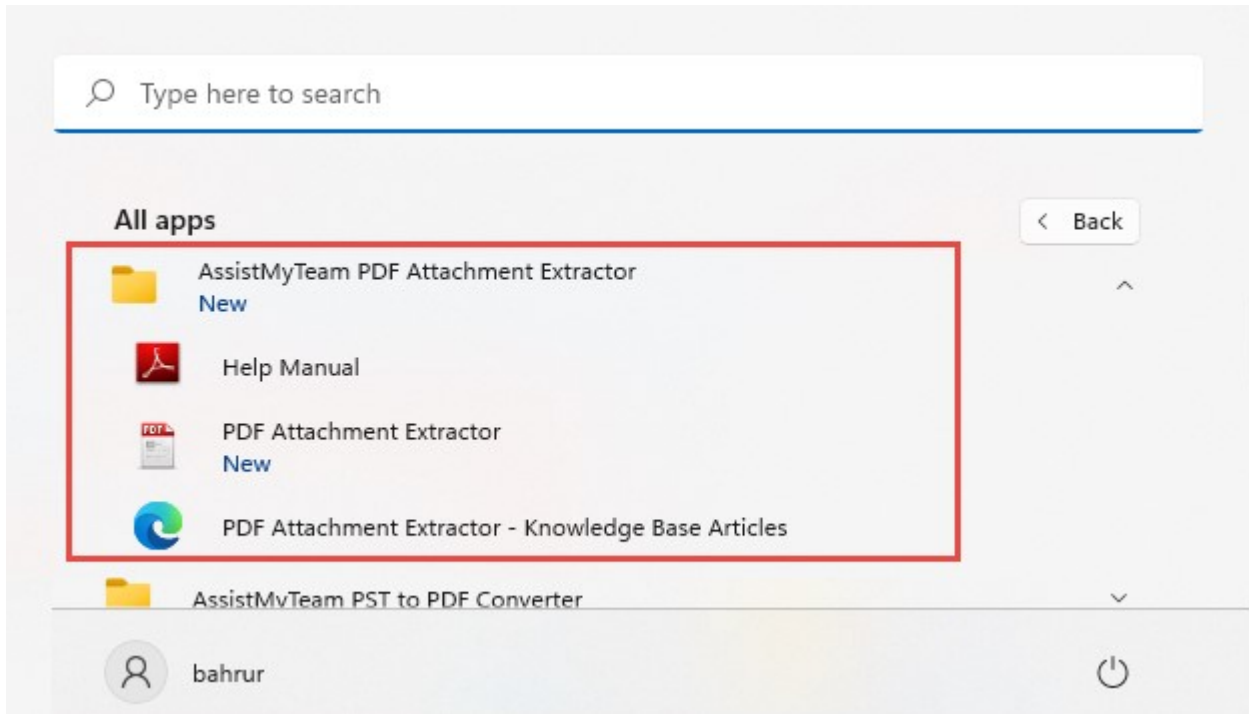 Type here to search
All apps
Back
AssistMyTeam PDF Attachment Extractor
New
Help Manual
PDF Attachment Extractor
New
PDF Attachment Extractor - Knowledge Base Articles
AssistMyTeam PST to PDF Converter
bahrur